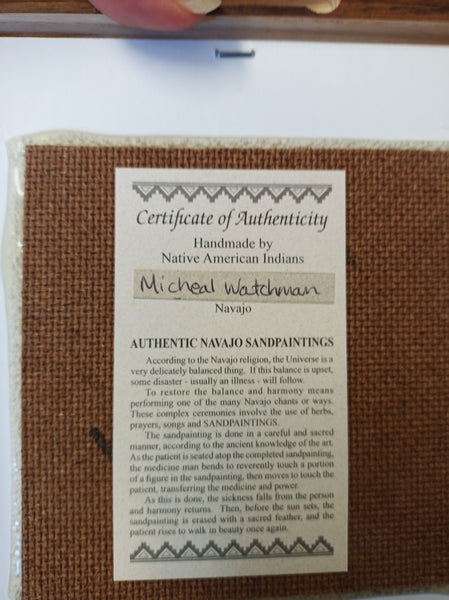 Certificate of Authenticity
Handmade by
Native American Indians
Micheal Watchman
Navajo
AUTHENTIC NAVAJO SANDPAINTINGS
According to the Navajo religion, the Universe is a
very delicately balanced thing. If this balance is upset,
some disaster - usually an illness - will follow.
To restore the balance and harmony means
performing one of the many Navajo chants or ways.
These complex ceremonies involve the use of herbs,
prayers, songs and SANDPAINTINGS.
The sandpainting is done in a careful and sacred
manner, according to the ancient knowledge of the art.
As the patient is seated atop the completed sandpainting,
the medicine man bends to reverently touch a portion
of a figure in the sandpainting, then moves to touch the
patient, transferring the medicine and power.
As this is done, the sickness falls from the person
and harmony returns. Then, before the sun sets, the
sandpainting is erased with a sacred feather, and the
patient rises to walk in beauty once again.